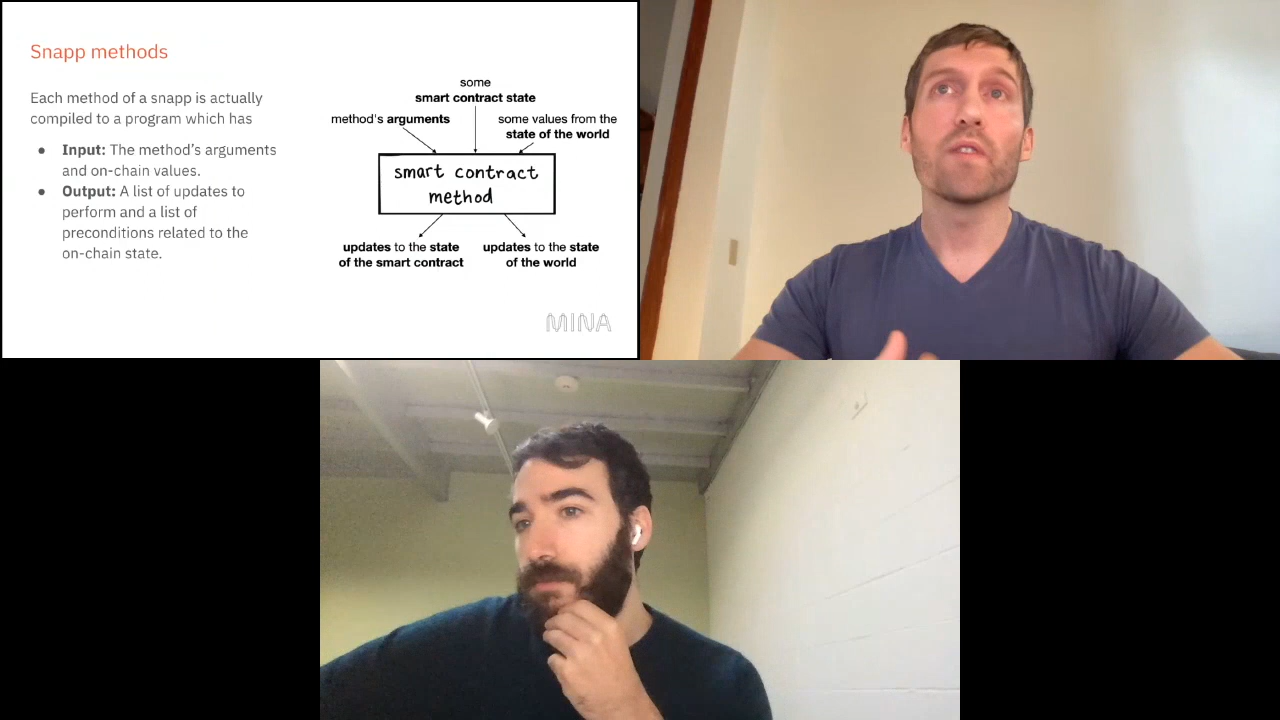 Snapp methods
Each method of a snapp is actually
compiled to a program which has
● Input: The method's arguments
and on-chain values.
● Output: A list of updates to
perform and a list of
preconditions related to the
on-chain state.
some
smart contract state
method's arguments
some values from the
state of the world
smart contract
method
updates to the state
of the smart contract
updates to the state
of the world
MINA